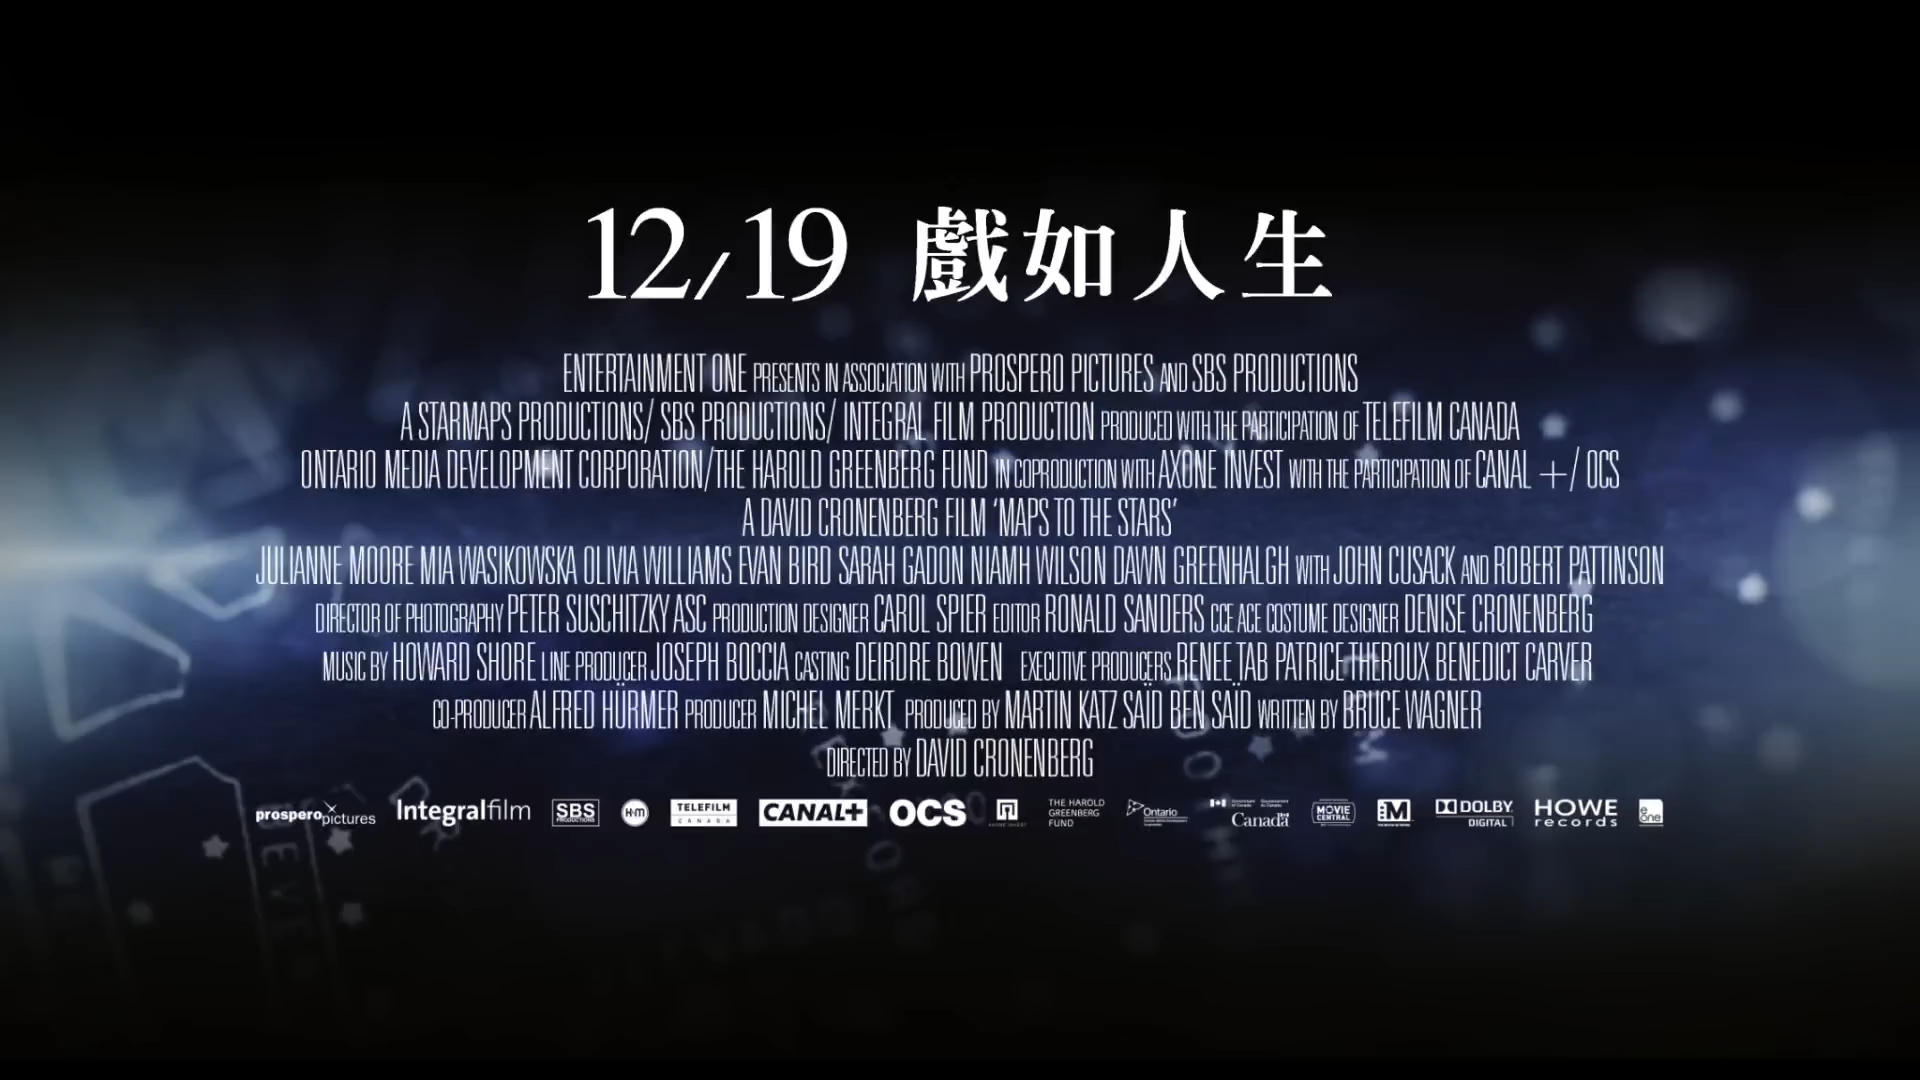 12/19 戲如人生
ENTERTAINMENT ONE PRESENTS IN ASSOCIATION WITH PROSPERO PICTURES AND SBS PRODUCTIONS
A STARMAPS PRODUCTIONS/ SBS PRODUCTIONS/ INTEGRAL FILM PRODUCTION PRODUCED WITH THE PARTICIPATION OF TELEFILM CANADA
ONTARIO MEDIA DEVELOPMENT CORPORATION/THE HAROLD GREENBERG FUND IN COPRODUCTION WITH AXONE INVEST WITH THE PARTICIPATION OF CANAL +/ OCS
A DAVID CRONENBERG FILM ‘MAPS TO THE STARS’
JULIANNE MOORE MIA WASIKOWSKA OLIVIA WILLIAMS EVAN BIRD SARAH GADON NIAMH WILSON DAWN GREENHALGH WITH JOHN CUSACK AND ROBERT PATTINSON
DIRECTOR OF PHOTOGRAPHY PETER SUSCHITZKY ASC PRODUCTION DESIGNER CAROL SPIER EDITOR RONALD SANDERS CCE ACE COSTUME DESIGNER DENISE CRONENBERG
MUSIC BY HOWARD SHORE LINE PRODUCER JOSEPH BOCCIA CASTING DEIRDRE BOWEN EXECUTIVE PRODUCERS RENEE TAB PATRICE THEROUX BENEDICT CARVER
CO-PRODUCER ALFRED HÜRMER PRODUCER MICHEL MERKT PRODUCED BY MARTIN KATZ SAÏD BEN SAÏD WRITTEN BY BRUCE WAGNER
DIRECTED BY DAVID CRONENBERG
prospero pictures Integralfilm SBS PRODUCTIONS H·M TELEFILM CANADA CANAL+ OCS THE HAROLD GREENBERG FUND Ontario Canada MOVIE CENTRAL M DOLBY DIGITAL HOWE records e one